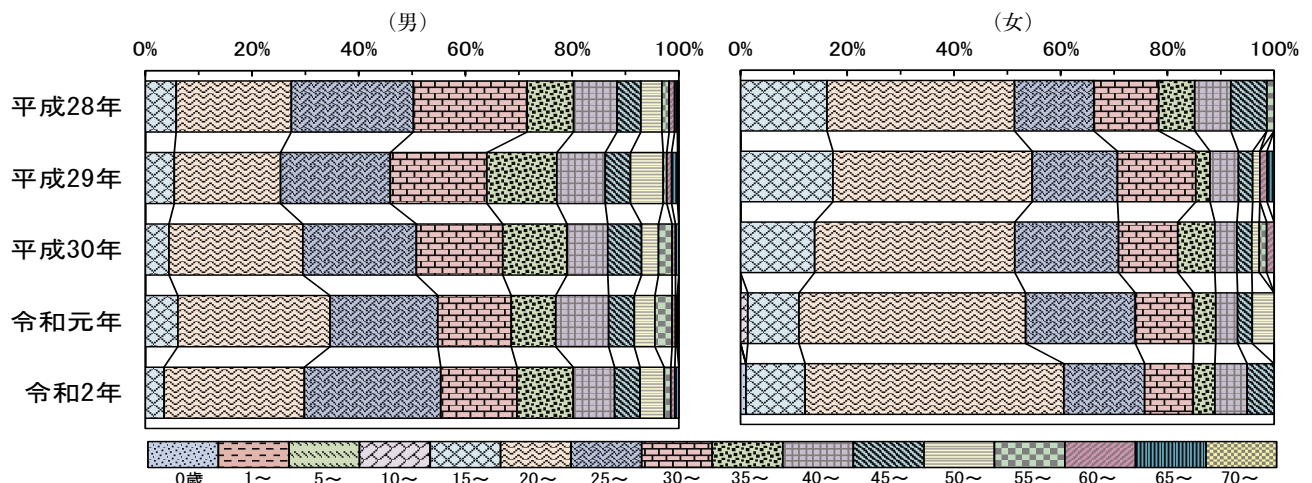 （男）
（女）
0% 20% 40% 60% 80% 100%
0% 20% 40% 60% 80% 100%
平成28年
平成29年
平成30年
令和元年
令和2年
0歳 1～ 5～ 10～ 15～ 20～ 25～ 30～ 35～ 40～ 45～ 50～ 55～ 60～ 65～ 70～